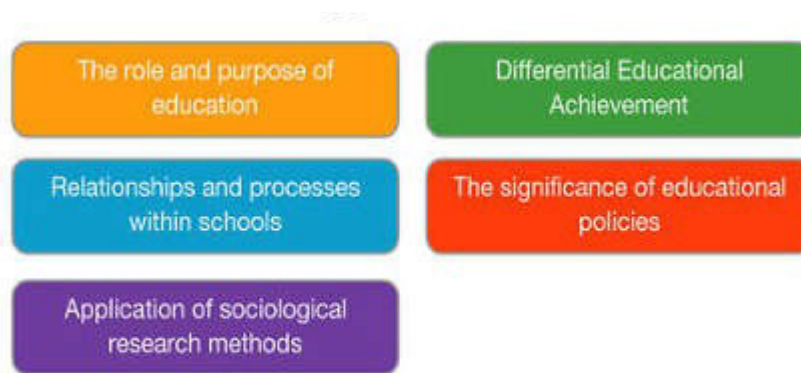 The role and purpose of
education
Differential Educational
Achievement
Relationships and processes
within schools
The significance of educational
policies
Application of sociological
research methods